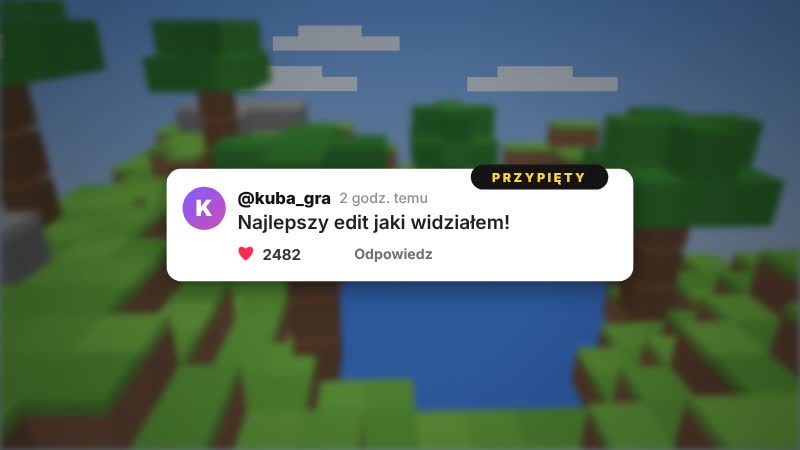 PRZYPIĘTY
K
@kuba_gra 2 godz. temu
Najlepszy edit jaki widziałem!
2482 Odpowiedz